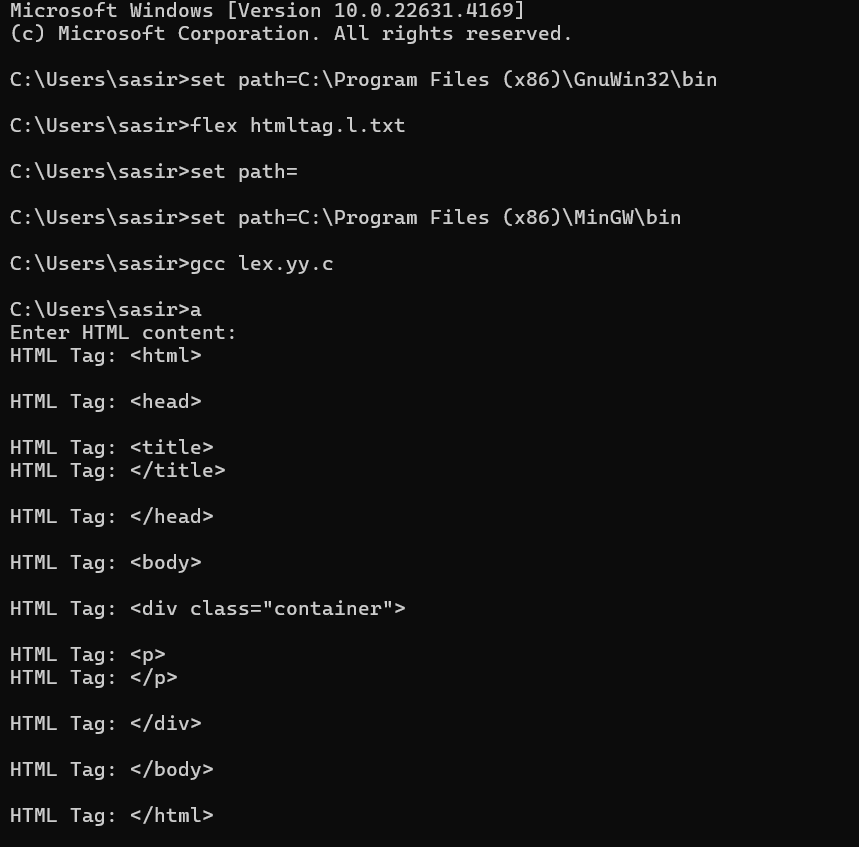 Microsoft Windows [Version 10.0.22631.4169]
(c) Microsoft Corporation. All rights reserved.
C:\Users\sasir>set path=C:\Program Files (x86)\GnuWin32\bin
C:\Users\sasir>flex htmltag.l.txt
C:\Users\sasir>set path=
C:\Users\sasir>set path=C:\Program Files (x86)\MinGW\bin
C:\Users\sasir>gcc lex.yy.c
C:\Users\sasir>a
Enter HTML content:
HTML Tag: <html>
HTML Tag: <head>
HTML Tag: <title>
HTML Tag: </title>
HTML Tag: </head>
HTML Tag: <body>
HTML Tag: <div class="container">
HTML Tag: <p>
HTML Tag: </p>
HTML Tag: </div>
HTML Tag: </body>
HTML Tag: </html>